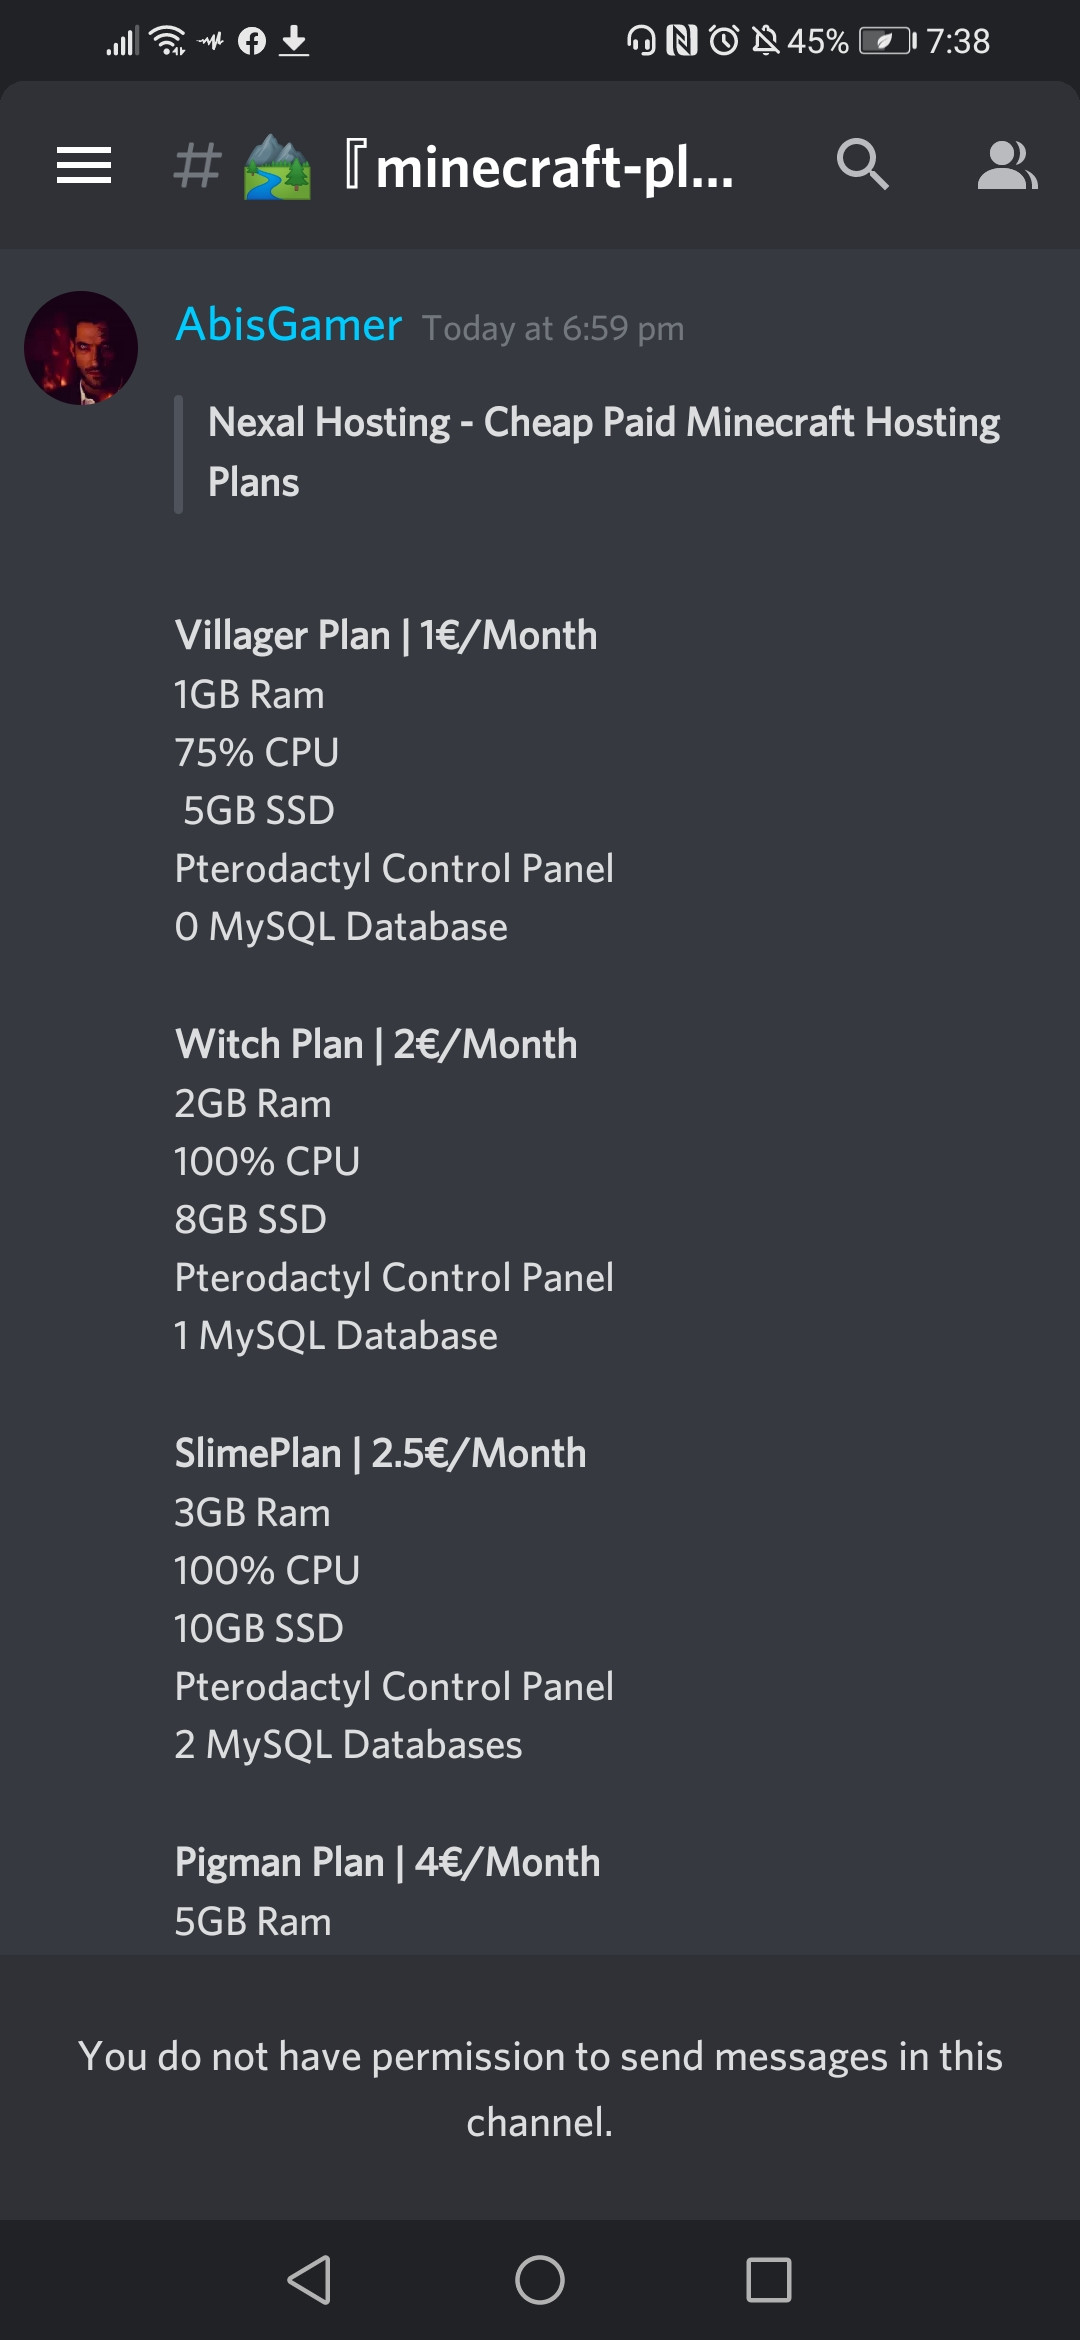 45% 7:38
# 『minecraft-pl...
AbisGamer Today at 6:59 pm
Nexal Hosting - Cheap Paid Minecraft Hosting
Plans
Villager Plan | 1€/Month
1GB Ram
75% CPU
5GB SSD
Pterodactyl Control Panel
0 MySQL Database
Witch Plan | 2€/Month
2GB Ram
100% CPU
8GB SSD
Pterodactyl Control Panel
1 MySQL Database
SlimePlan | 2.5€/Month
3GB Ram
100% CPU
10GB SSD
Pterodactyl Control Panel
2 MySQL Databases
Pigman Plan | 4€/Month
5GB Ram
You do not have permission to send messages in this
channel.